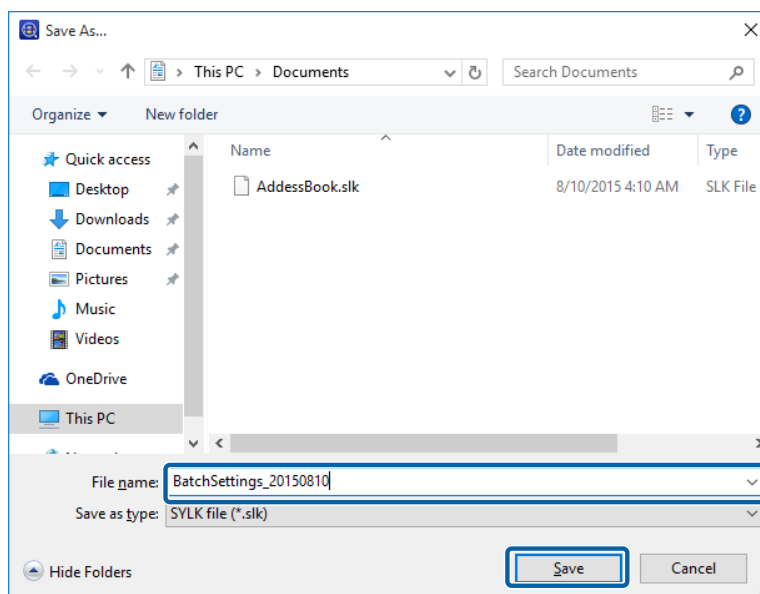 Save As...
This PC > Documents
Search Documents
Organize
New folder
?
Name
Date modified
Type
Quick access
AddessBook.slk
8/10/2015 4:10 AM
SLK File
Desktop
Downloads
Documents
Pictures
Music
Videos
OneDrive
This PC
File name: BatchSettings_20150810
Save as type: SYLK file (*.slk)
Hide Folders
Save
Cancel